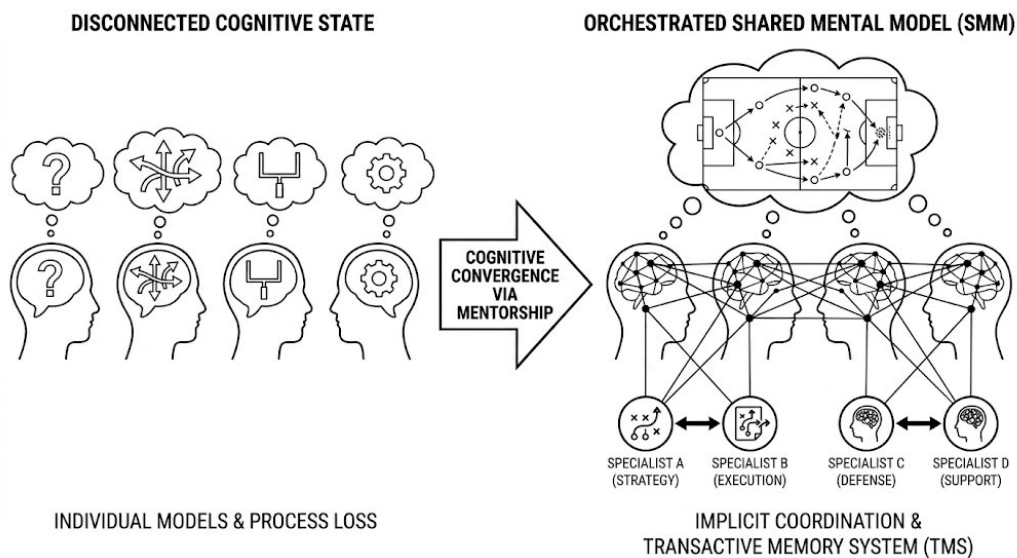 DISCONNECTED COGNITIVE STATE
ORCHESTRATED SHARED MENTAL MODEL (SMM)
?
?
COGNITIVE
CONVERGENCE
VIA
MENTORSHIP
SPECIALIST A
(STRATEGY)
SPECIALIST B
(EXECUTION)
SPECIALIST C
(DEFENSE)
SPECIALIST D
(SUPPORT)
INDIVIDUAL MODELS & PROCESS LOSS
IMPLICIT COORDINATION &
TRANSACTIVE MEMORY SYSTEM (TMS)